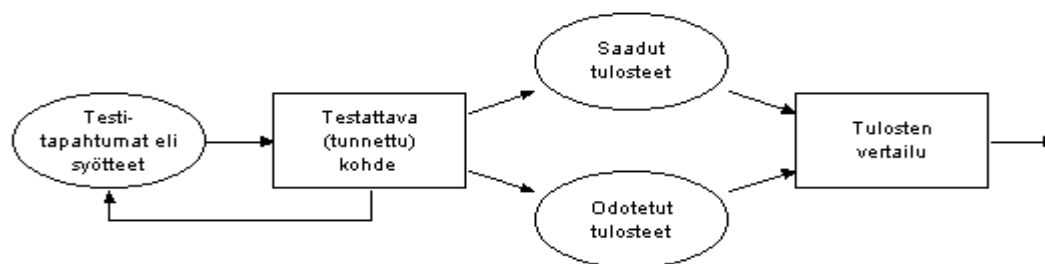 Testi-
tapahtumat eli
syötteet
Testattava
(tunnettu)
kohde
Saadut
tulosteet
Odotetut
tulosteet
Tulosten
vertailu